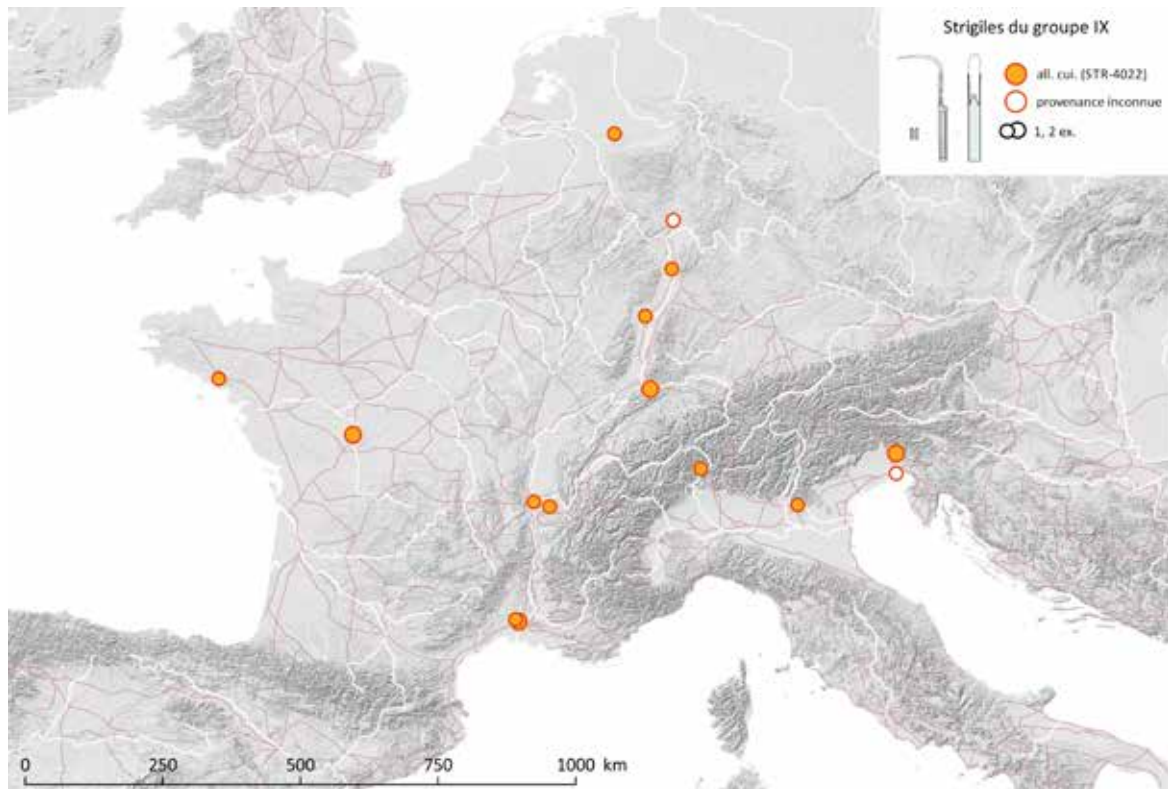 Strigiles du groupe IX
all. cui. (STR-4022)
provenance inconnue
1, 2 ex.
0 250 500 750 1000 km